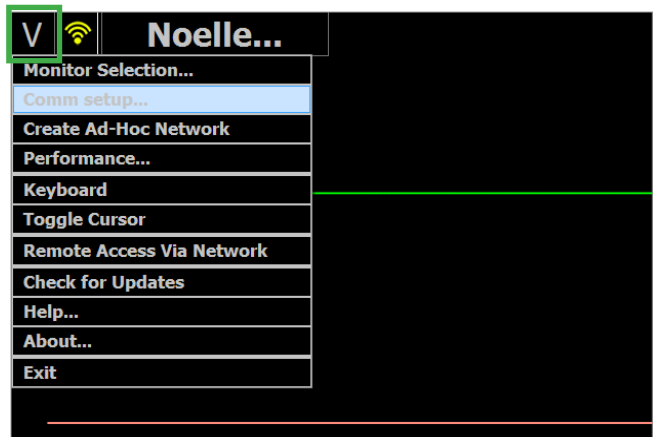 V Noelle...
Monitor Selection...
Comm setup...
Create Ad-Hoc Network
Performance...
Keyboard
Toggle Cursor
Remote Access Via Network
Check for Updates
Help...
About...
Exit